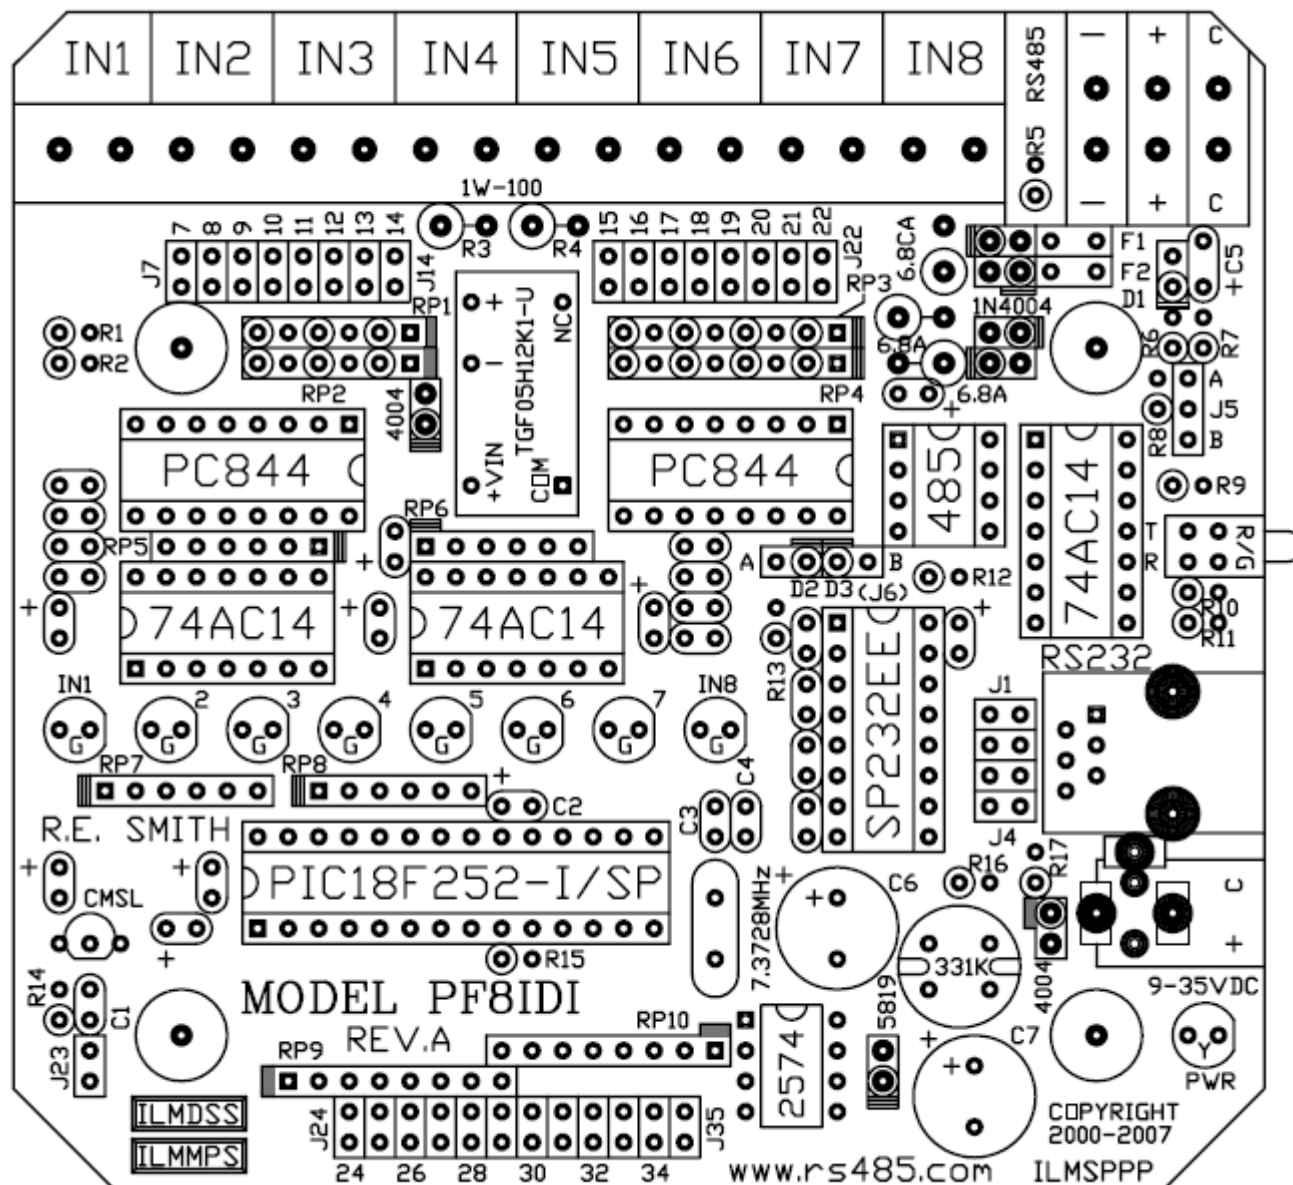 IN1 IN2 IN3 IN4 IN5 IN6 IN7 IN8 RS485 - + C
R5
1W-100
- + C
7 8 9 10 11 12 13 14
R3 R4
15 16 17 18 19 20 21 22
6.8CA
F1
F2
J7
J14
J22
C5
+
D1
RP1
RP3
1N4004
+
NC
R1
R2
-
TGF05H12K1-U
6.8A
R6
R7
RP2
4004
RP4
6.8A
+
A
J5
B
R8
PC844
+VIN
COM
PC844
485
74AC14
R9
RP6
RP5
+
A
D2 D3
B
(J6)
R12
T
R
R/G
+
74AC14
+
74AC14
+
+
R10
R11
R13
SP232EE
RS232
IN1 2 3 4 5 6 7 IN8
J1
G G G G G G G G
RP7
RP8
+
C2
C3
C4
J4
R.E. SMITH
+
+
PIC18F252-I/SP
CMSL
+
7.3728MHz
+
+
C6
R16
R17
C
+
331K
4004
R15
9-35VDC
R14
C1
MODEL PF8IDI
REV.A
RP10
RP9
5819
+
+
C7
Y
PWR
J23
2574
ILMDSS
ILMMPS
J24
J35
24 26 28 30 32 34
COPYRIGHT
2000-2007
www.rs485.com
ILMSPPP